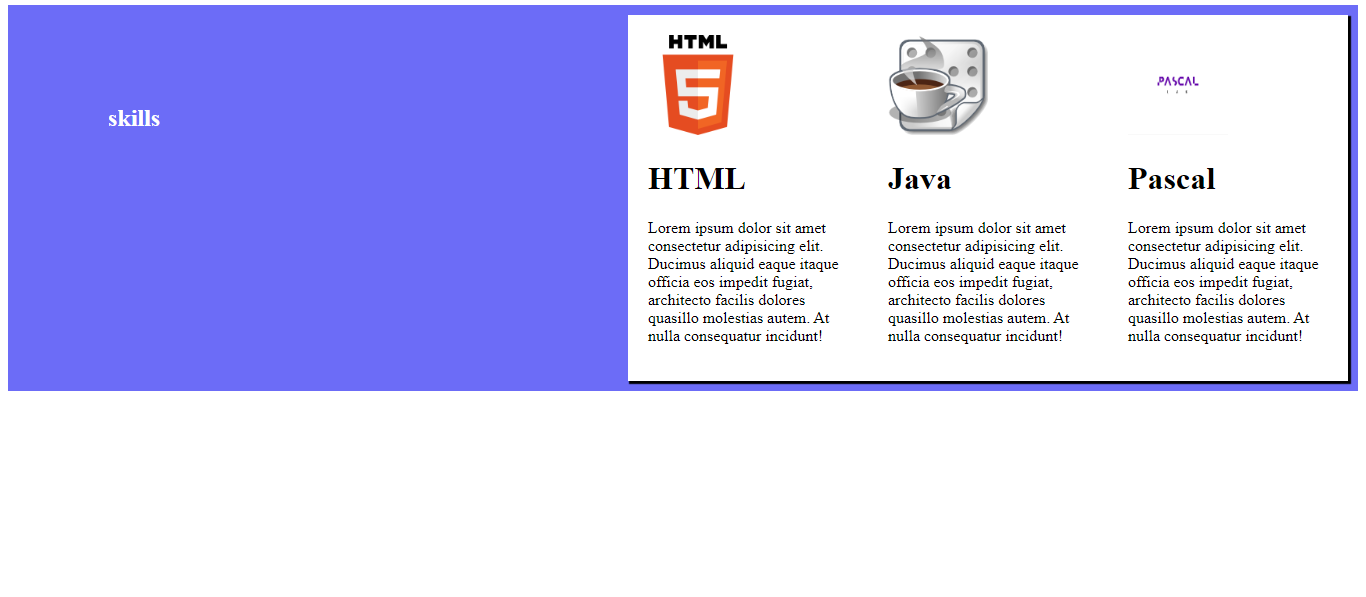 skills
HTML
5
HTML
Lorem ipsum dolor sit amet
consectetur adipisicing elit.
Ducimus aliquid eaque itaque
officia eos impedit fugiat,
architecto facilis dolores
quasillo molestias autem. At
nulla consequatur incidunt!
Java
Lorem ipsum dolor sit amet
consectetur adipisicing elit.
Ducimus aliquid eaque itaque
officia eos impedit fugiat,
architecto facilis dolores
quasillo molestias autem. At
nulla consequatur incidunt!
PASCAL
Pascal
Lorem ipsum dolor sit amet
consectetur adipisicing elit.
Ducimus aliquid eaque itaque
officia eos impedit fugiat,
architecto facilis dolores
quasillo molestias autem. At
nulla consequatur incidunt!